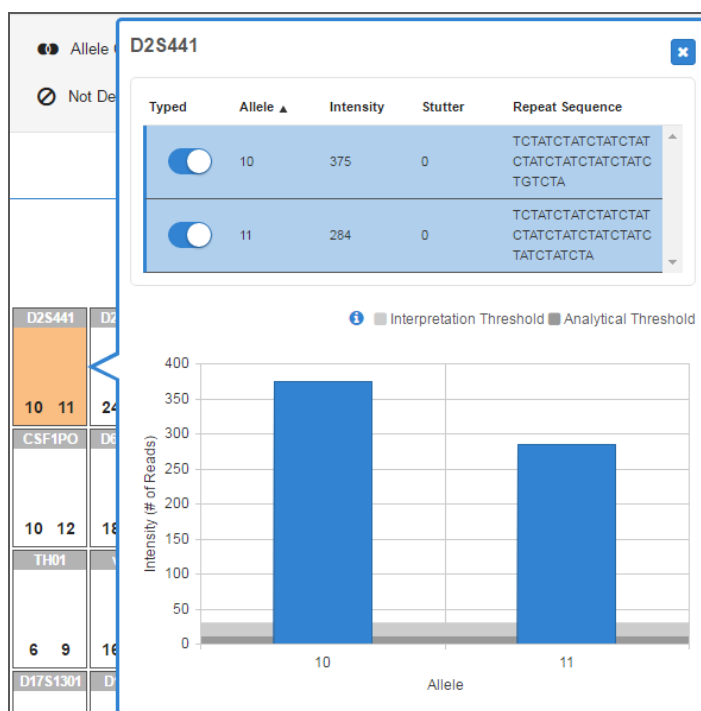 Allele
Not De
D2S441
Typed Allele ▲ Intensity Stutter Repeat Sequence
10 375 0 TCTATCTATCTATCTAT
CTATCTATCTATCTATC
TGTCTA
11 284 0 TCTATCTATCTATCTAT
CTATCTATCTATCTATC
TATCTATCTA
Interpretation Threshold Analytical Threshold
D2S441
10 11 24
CSF1PO D6
10 12 18
TH01
6 9 16
D17S1301
Intensity (# of Reads)
400
350
300
250
200
150
100
50
0
10 11
Allele